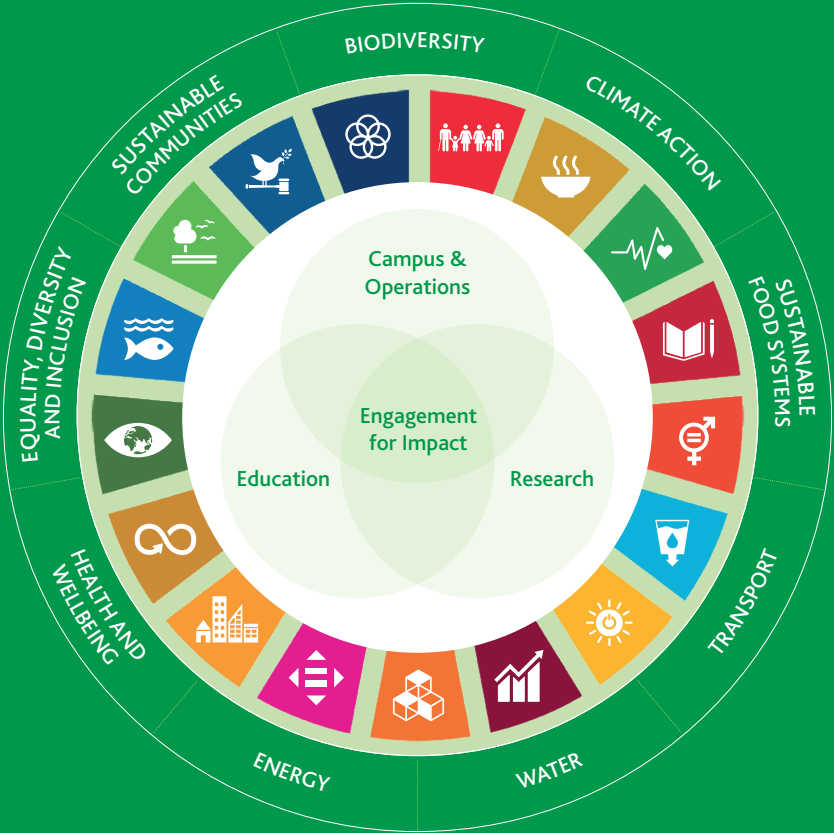 BIODIVERSITY
CLIMATE ACTION
SUSTAINABLE
FOOD SYSTEMS
TRANSPORT
WATER
ENERGY
HEALTH AND
WELLBEING
EQUALITY, DIVERSITY
AND INCLUSION
SUSTAINABLE
COMMUNITIES
Campus &
Operations
Engagement
for Impact
Education
Research